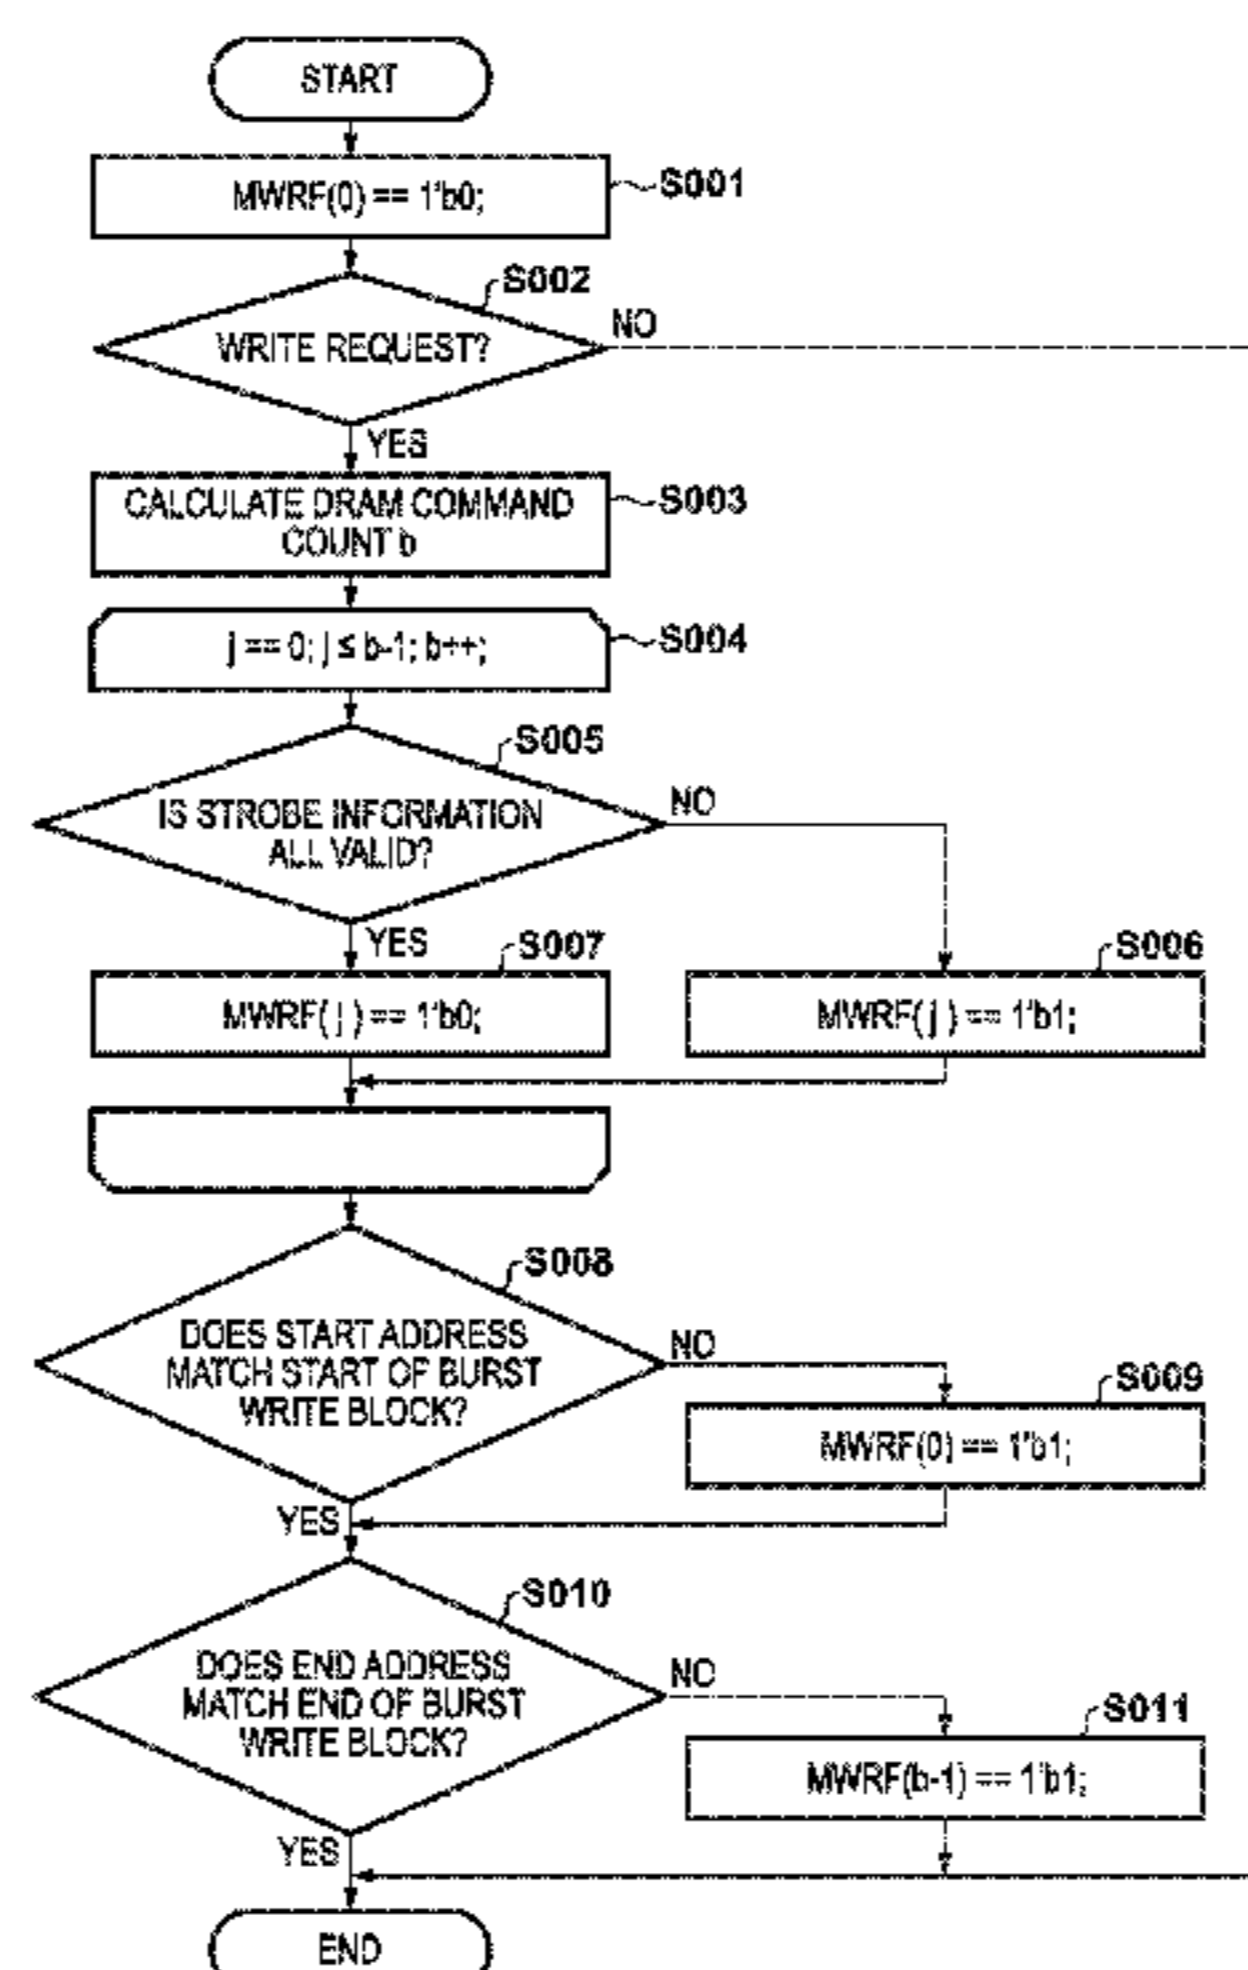 START
MWRF(0) == 1'b0;
S001
S002
WRITE REQUEST?
NO
YES
CALCULATE DRAM COMMAND
COUNT b
S003
j == 0; j ≤ b-1; b++;
S004
S005
IS STROBE INFORMATION
ALL VALID?
NO
YES
S007
MWRF( j ) == 1'b0;
S006
MWRF( j ) == 1'b1;
S008
DOES START ADDRESS
MATCH START OF BURST
WRITE BLOCK?
NO
S009
MWRF(0) == 1'b1;
YES
S010
DOES END ADDRESS
MATCH END OF BURST
WRITE BLOCK?
NO
S011
MWRF(b-1) == 1'b1;
YES
END